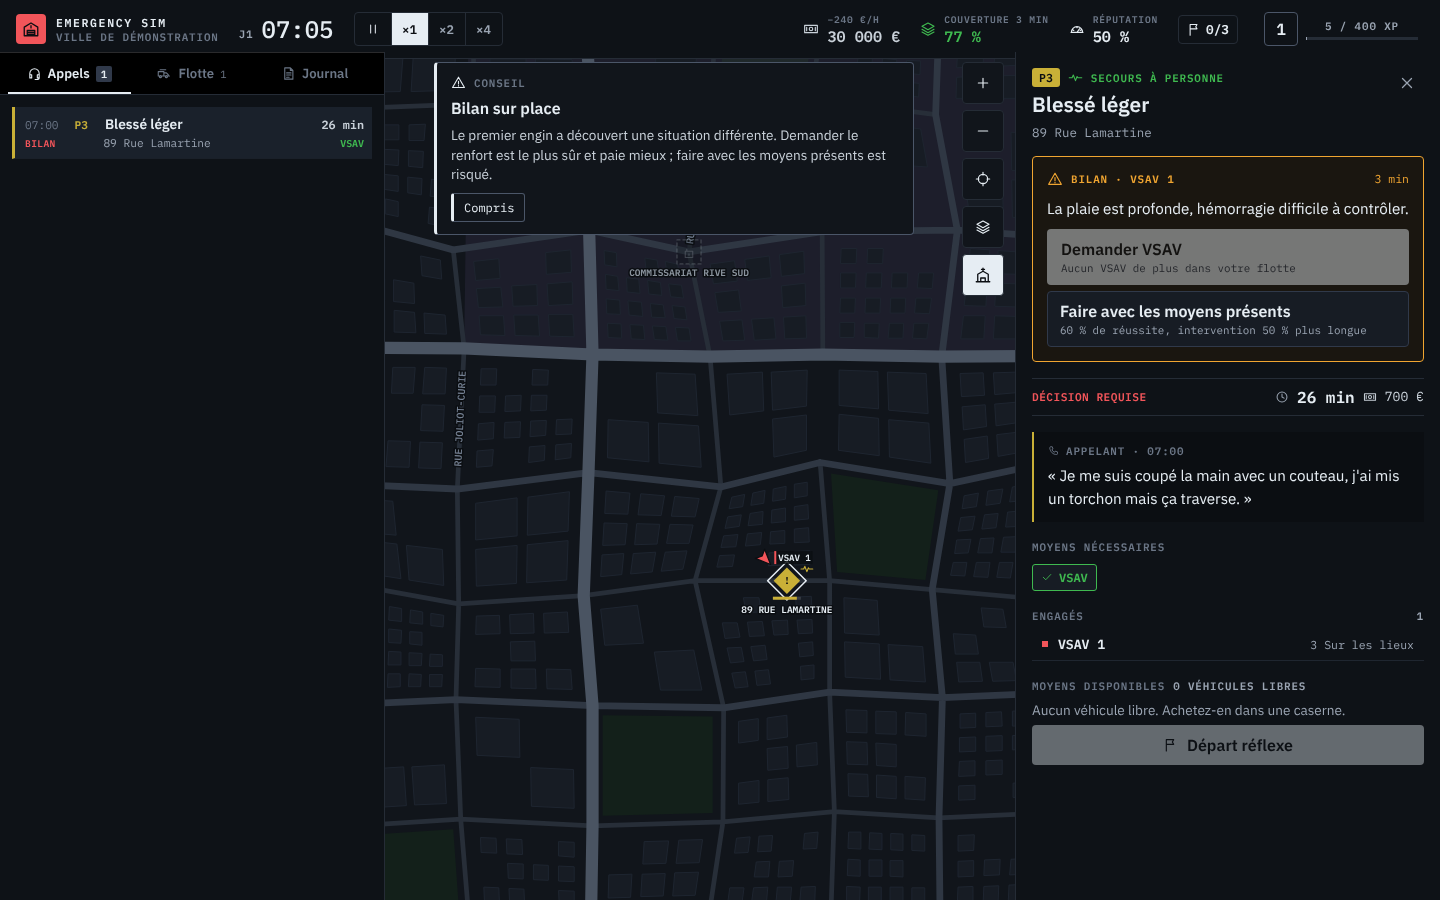 EMERGENCY SIM
VILLE DE DÉMONSTRATION
J1 07:05
×1 ×2 ×4
−240 €/H
30 000 €
COUVERTURE 3 MIN
77 %
RÉPUTATION
50 %
0/3
1
5 / 400 XP
Appels 1
Flotte 1
Journal
07:00 P3 Blessé léger 26 min
BILAN 89 Rue Lamartine VSAV
CONSEIL
Bilan sur place
Le premier engin a découvert une situation différente. Demander le
renfort est le plus sûr et paie mieux ; faire avec les moyens présents est
risqué.
Compris
COMMISSARIAT RIVE SUD
RUE JOLIOT-CURIE
VSAV 1
!
89 RUE LAMARTINE
P3 SECOURS À PERSONNE
Blessé léger
89 Rue Lamartine
BILAN · VSAV 1 3 min
La plaie est profonde, hémorragie difficile à contrôler.
Demander VSAV
Aucun VSAV de plus dans votre flotte
Faire avec les moyens présents
60 % de réussite, intervention 50 % plus longue
DÉCISION REQUISE 26 min 700 €
APPELANT · 07:00
« Je me suis coupé la main avec un couteau, j'ai mis
un torchon mais ça traverse. »
MOYENS NÉCESSAIRES
VSAV
ENGAGÉS 1
VSAV 1 3 Sur les lieux
MOYENS DISPONIBLES 0 VÉHICULES LIBRES
Aucun véhicule libre. Achetez-en dans une caserne.
Départ réflexe